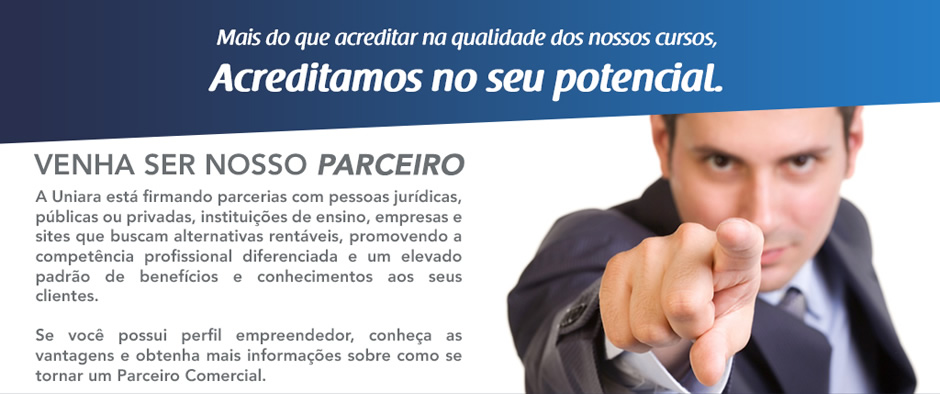 Mais do que acreditar na qualidade dos nossos cursos,
Acreditamos no seu potencial.
VENHA SER NOSSO PARCEIRO
A Uniara está firmando parcerias com pessoas jurídicas,
públicas ou privadas, instituições de ensino, empresas e
sites que buscam alternativas rentáveis, promovendo a
competência profissional diferenciada e um elevado
padrão de benefícios e conhecimentos aos seus
clientes.
Se você possui perfil empreendedor, conheça as
vantagens e obtenha mais informações sobre como se
tornar um Parceiro Comercial.